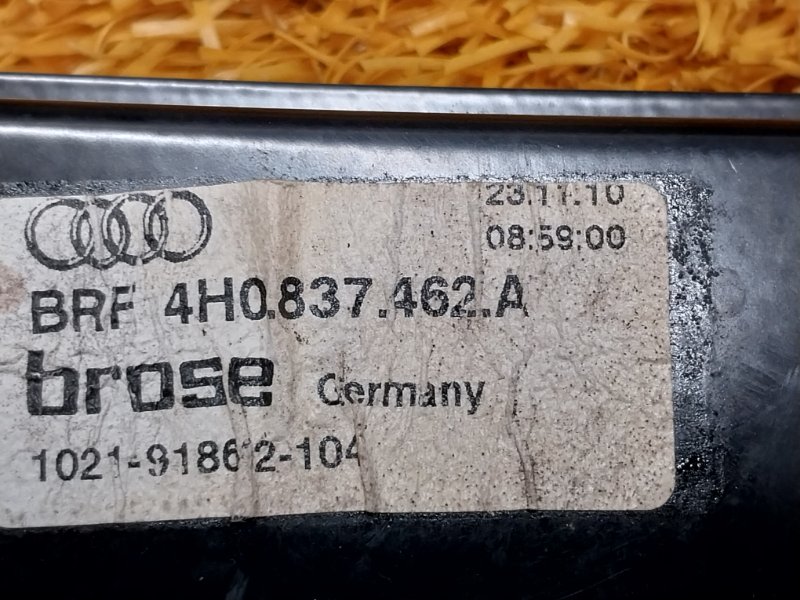 23.11.10
08:59:00
BRF 4H0.837.462.A
brose Germany
1021-91862-104